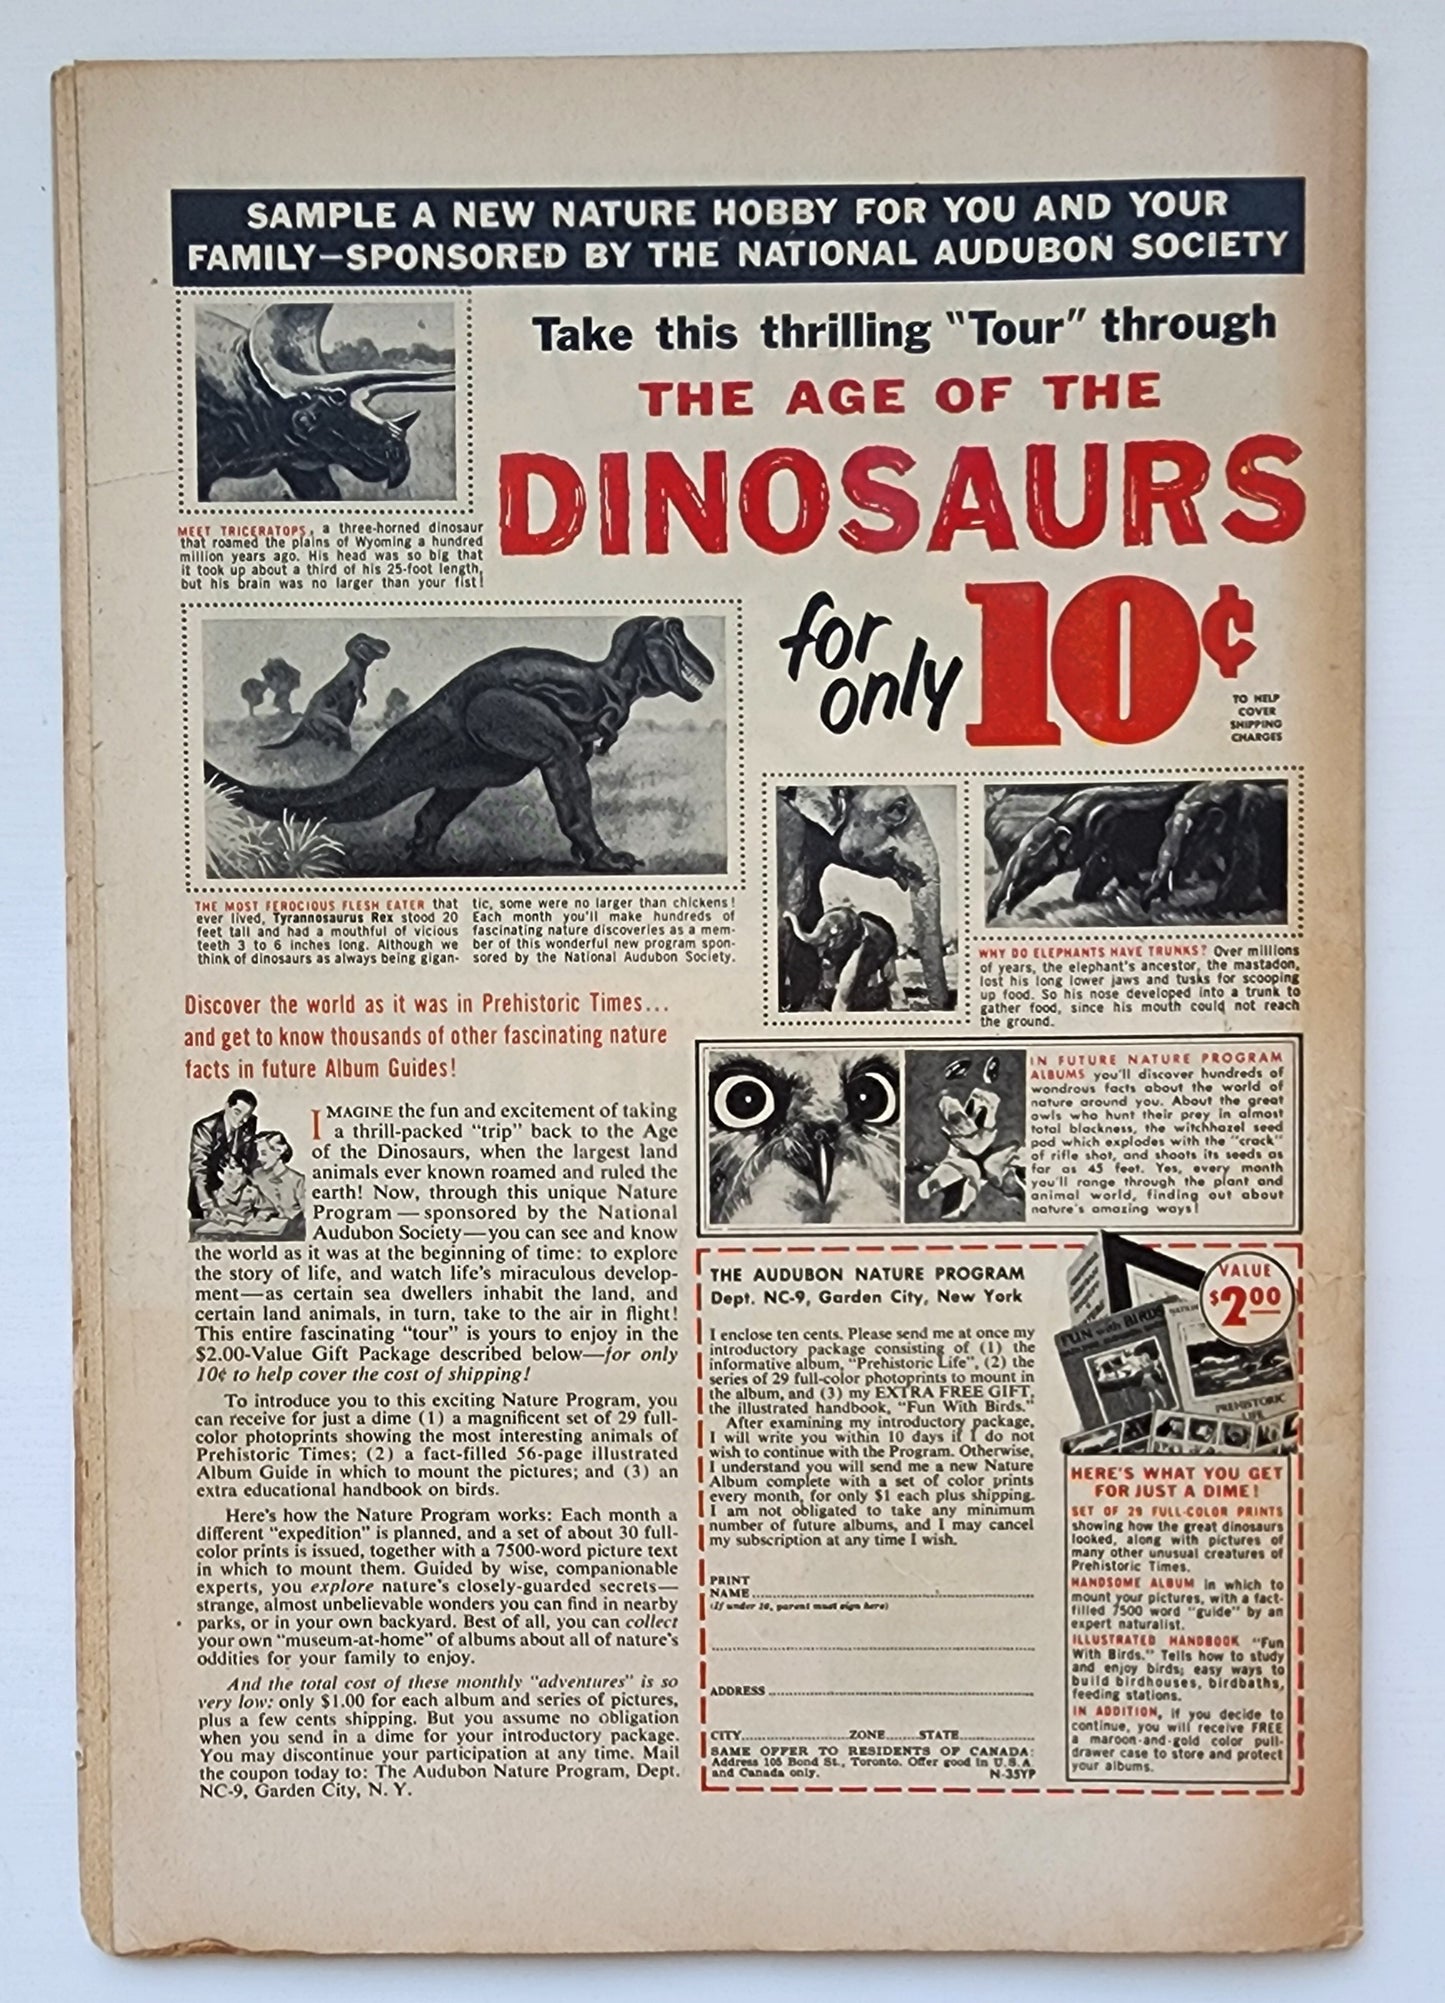 SAMPLE A NEW NATURE HOBBY FOR YOU AND YOUR
FAMILY—SPONSORED BY THE NATIONAL AUDUBON SOCIETY
Take this thrilling "Tour" through
THE AGE OF THE
DINOSAURS
for only 10¢
TO HELP
COVER
SHIPPING
CHARGES
MEET TRICERATOPS, a three-horned dinosaur
that roamed the plains of Wyoming a hundred
million years ago. His head was so big that
it took up about a third of his 25-foot length,
but his brain was no larger than your fist!
THE MOST FEROCIOUS FLESH EATER that
ever lived, Tyrannosaurus Rex stood 20
feet tall and had a mouthful of vicious
teeth 3 to 6 inches long. Although we
think of dinosaurs as always being gigan-
tic, some were no larger than chickens!
Each month you'll make hundreds of
fascinating nature discoveries as a mem-
ber of this wonderful new program spon-
sored by the National Audubon Society.
WHY DO ELEPHANTS HAVE TRUNKS? Over millions
of years, the elephant's ancestor, the mastadon,
lost his long lower jaws and tusks for scooping
up food. So his nose developed into a trunk to
gather food, since his mouth could not reach
the ground.
Discover the world as it was in Prehistoric Times...
and get to know thousands of other fascinating nature
facts in future Album Guides!
IMAGINE the fun and excitement of taking
a thrill-packed "trip" back to the Age
of the Dinosaurs, when the largest land
animals ever known roamed and ruled the
earth! Now, through this unique Nature
Program — sponsored by the National
Audubon Society—you can see and know
the world as it was at the beginning of time: to explore
the story of life, and watch life's miraculous develop-
ment—as certain sea dwellers inhabit the land, and
certain land animals, in turn, take to the air in flight!
This entire fascinating "tour" is yours to enjoy in the
$2.00-Value Gift Package described below—for only
10¢ to help cover the cost of shipping!
To introduce you to this exciting Nature Program, you
can receive for just a dime (1) a magnificent set of 29 full-
color photoprints showing the most interesting animals of
Prehistoric Times; (2) a fact-filled 56-page illustrated
Album Guide in which to mount the pictures; and (3) an
extra educational handbook on birds.
Here's how the Nature Program works: Each month a
different "expedition" is planned, and a set of about 30 full-
color prints is issued, together with a 7500-word picture text
in which to mount them. Guided by wise, companionable
experts, you explore nature's closely-guarded secrets—
strange, almost unbelievable wonders you can find in nearby
parks, or in your own backyard. Best of all, you can collect
your own "museum-at-home" of albums about all of nature's
oddities for your family to enjoy.
And the total cost of these monthly "adventures" is so
very low: only $1.00 for each album and series of pictures,
plus a few cents shipping. But you assume no obligation
when you send in a dime for your introductory package.
You may discontinue your participation at any time. Mail
the coupon today to: The Audubon Nature Program, Dept.
NC-9, Garden City, N. Y.
IN FUTURE NATURE PROGRAM
ALBUMS you'll discover hundreds of
wondrous facts about the world of
nature around you. About the great
owls who hunt their prey in almost
total blackness, the witchhazel seed
pod which explodes with the "crack"
of rifle shot, and shoots its seeds as
far as 45 feet. Yes, every month
you'll range through the plant and
animal world, finding out about
nature's amazing ways!
THE AUDUBON NATURE PROGRAM
Dept. NC-9, Garden City, New York
I enclose ten cents. Please send me at once my
introductory package consisting of (1) the
informative album, "Prehistoric Life", (2) the
series of 29 full-color photoprints to mount in
the album, and (3) my EXTRA FREE GIFT,
the illustrated handbook, "Fun With Birds."
After examining my introductory package,
I will write you within 10 days if I do not
wish to continue with the Program. Otherwise,
I understand you will send me a new Nature
Album complete with a set of color prints
every month, for only $1 each plus shipping.
I am not obligated to take any minimum
number of future albums, and I may cancel
my subscription at any time I wish.
PRINT
NAME
(If under 16, parent must sign here)
ADDRESS
CITY ZONE STATE
SAME OFFER TO RESIDENTS OF CANADA:
Address 105 Bond St., Toronto. Offer good in U.S.A.
and Canada only. N-35YP
VALUE
$2.00
FUN with BIRDS
PREHISTORIC
LIFE
HERE'S WHAT YOU GET
FOR JUST A DIME!
SET OF 29 FULL-COLOR PRINTS
showing how the great dinosaurs
looked, along with pictures of
many other unusual creatures of
Prehistoric Times.
HANDSOME ALBUM in which to
mount your pictures, with a fact-
filled 7500 word "guide" by an
expert naturalist.
ILLUSTRATED HANDBOOK "Fun
With Birds." Tells how to study
and enjoy birds; easy ways to
build birdhouses, birdbaths,
feeding stations.
IN ADDITION, if you decide to
continue, you will receive FREE
a maroon-and-gold color pull-
drawer case to store and protect
your albums.